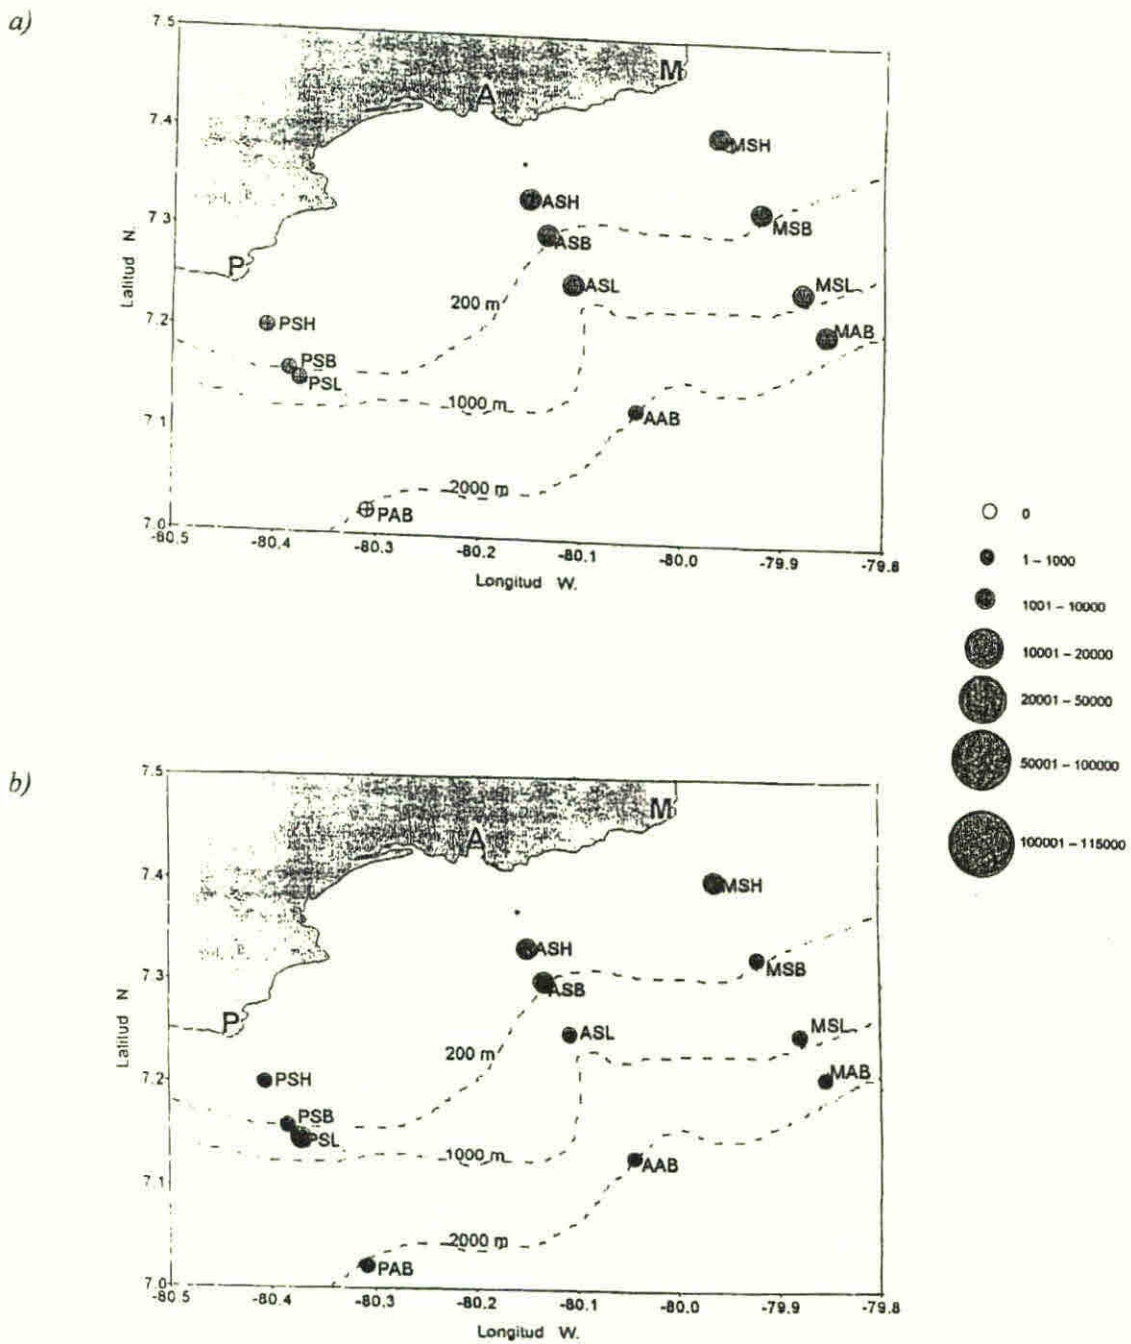 a)
7.5
7.4
7.3
7.2
7.1
7.0
Latitud N.
M
A
P
MSH
ASH
ASB
MSB
ASL
MSL
MAB
PSH
PSB
PSL
AAB
PAB
200 m
1000 m
2000 m
-80.5
-80.4
-80.3
-80.2
-80.1
-80.0
-79.9
-79.8
Longitud W.
0
1 – 1000
1001 – 10000
10001 – 20000
20001 – 50000
50001 – 100000
100001 – 115000
b)
7.5
7.4
7.3
7.2
7.1
7.0
Latitud N
M
A
P
MSH
ASH
ASB
MSB
ASL
MSL
MAB
PSH
PSB
PSL
AAB
PAB
200 m
1000 m
2000 m
-80.5
-80.4
-80.3
-80.2
-80.1
-80.0
-79.9
-79.8
Longitud W.